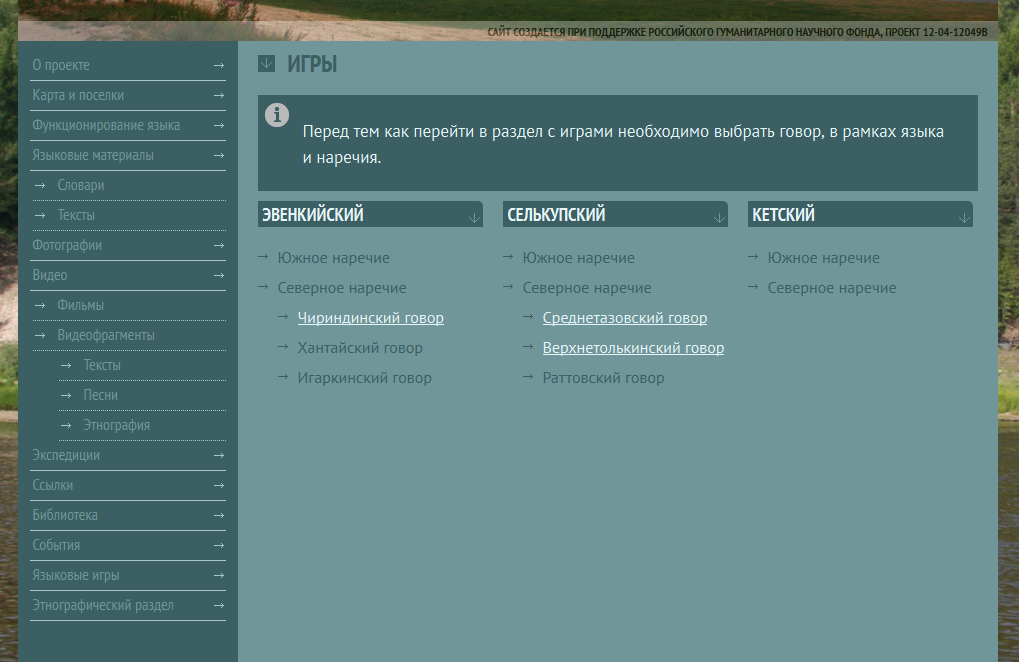 САЙТ СОЗДАЕТСЯ ПРИ ПОДДЕРЖКЕ РОССИЙСКОГО ГУМАНИТАРНОГО НАУЧНОГО ФОНДА, ПРОЕКТ 12-04-12049В
О проекте
Карта и поселки
Функционирование языка
Языковые материалы
Словари
Тексты
Фотографии
Видео
Фильмы
Видеофрагменты
Тексты
Песни
Этнография
Экспедиции
Ссылки
Библиотека
События
Языковые игры
Этнографический раздел
ИГРЫ
Перед тем как перейти в раздел с играми необходимо выбрать говор, в рамках языка
и наречия.
ЭВЕНКИЙСКИЙ
Южное наречие
Северное наречие
Чириндинский говор
Хантайский говор
Игаркинский говор
СЕЛЬКУПСКИЙ
Южное наречие
Северное наречие
Среднетазовский говор
Верхнетолькинский говор
Раттовский говор
КЕТСКИЙ
Южное наречие
Северное наречие